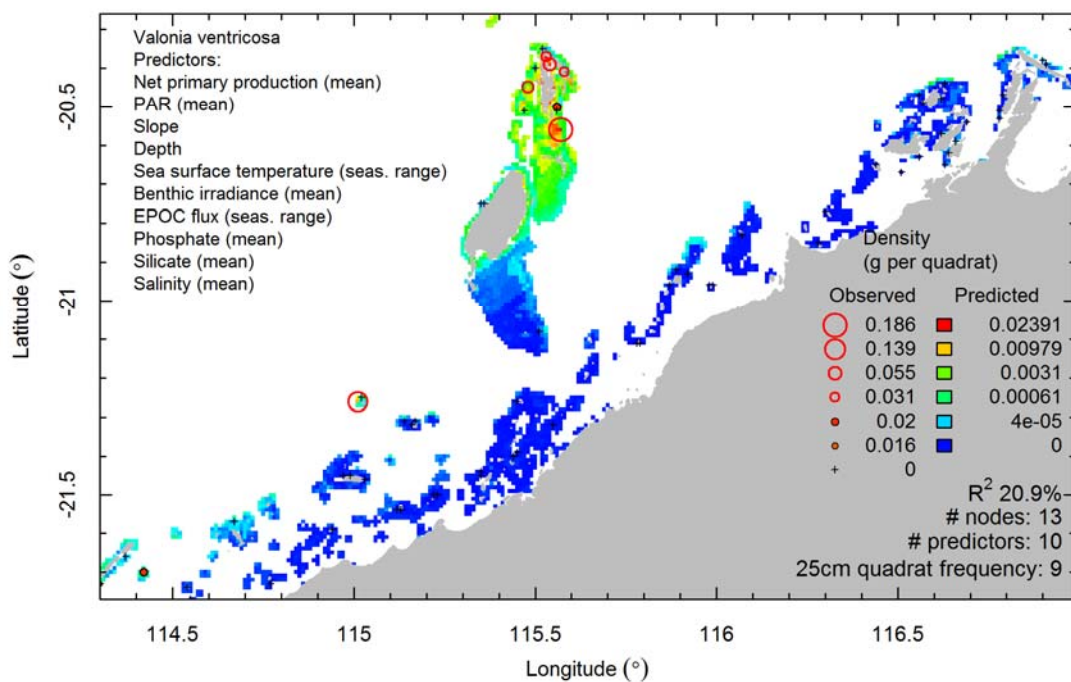 Valonia ventricosa
Predictors:
Net primary production (mean)
PAR (mean)
Slope
Depth
Sea surface temperature (seas. range)
Benthic irradiance (mean)
EPOC flux (seas. range)
Phosphate (mean)
Silicate (mean)
Salinity (mean)
Latitude (°)
-20.5
-21
-21.5
Density
(g per quadrat)
Observed Predicted
0.186 0.02391
0.139 0.00979
0.055 0.0031
0.031 0.00061
0.02 4e-05
0.016 0
0
R² 20.9%
# nodes: 13
# predictors: 10
25cm quadrat frequency: 9
114.5 115 115.5 116 116.5
Longitude (°)